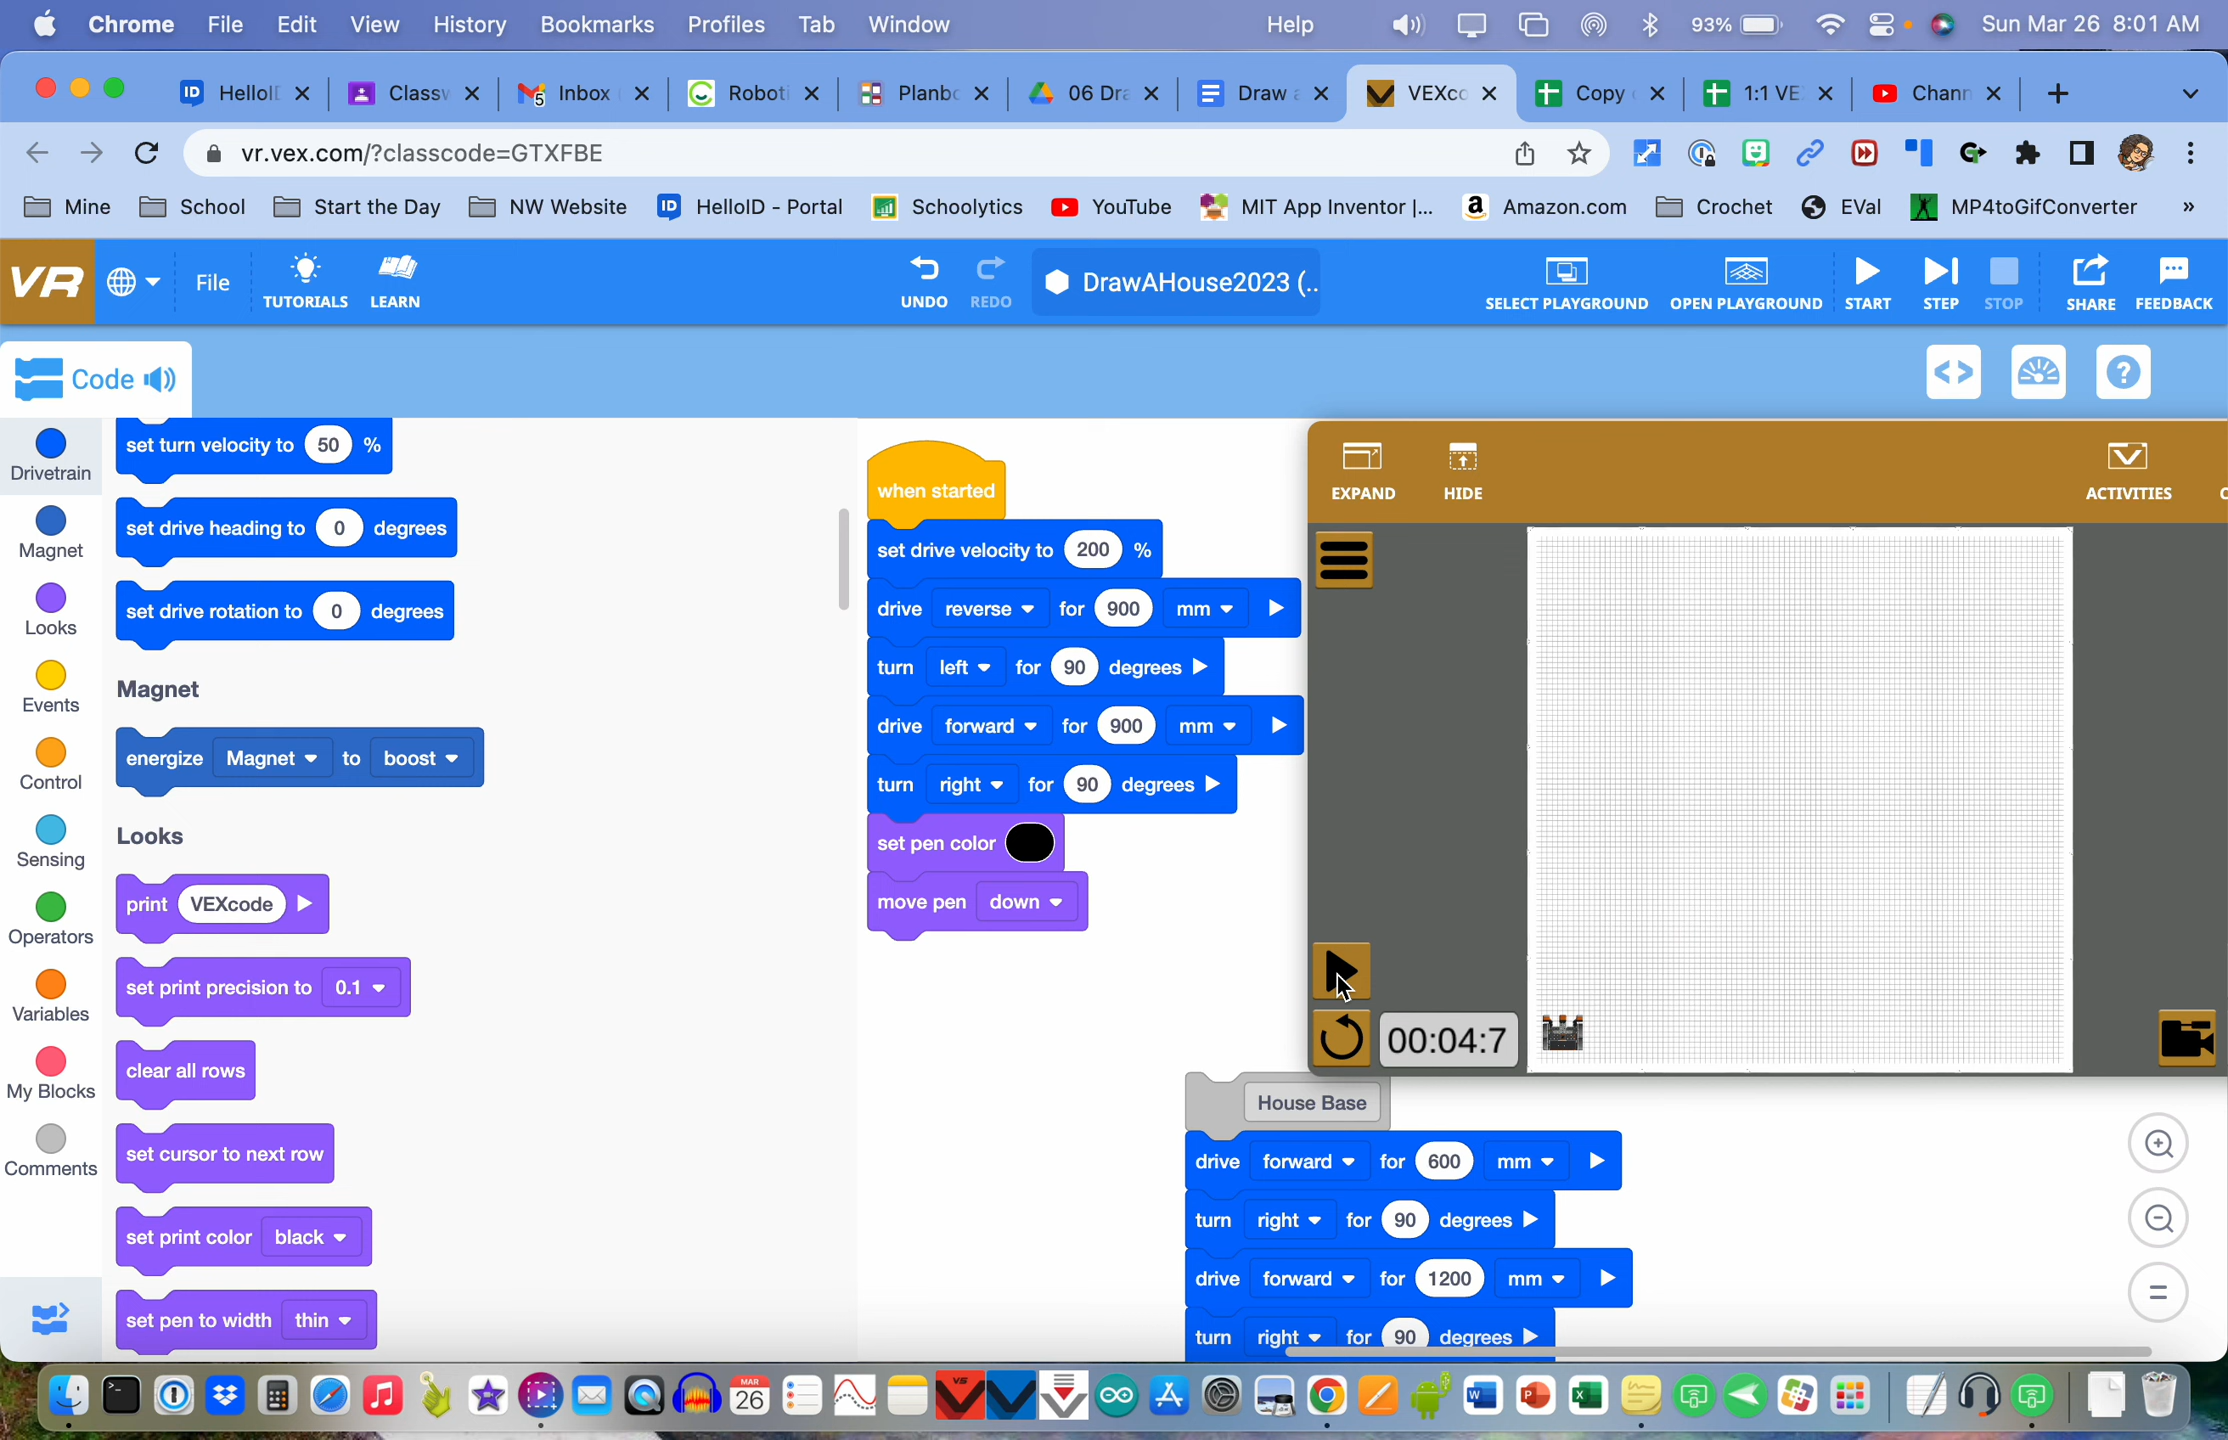 Chrome File Edit View History Bookmarks Profiles Tab Window Help 93% Sun Mar 26 8:01 AM
HelloI Classw Inbox Roboti Planbo 06 Dra Draw a VEXco Copy 1:1 VE Chann
vr.vex.com/?classcode=GTXFBE
Mine School Start the Day NW Website HelloID - Portal Schoolytics YouTube MIT App Inventor |... Amazon.com Crochet EVal MP4toGifConverter »
VR File TUTORIALS LEARN UNDO REDO DrawAHouse2023 (.. SELECT PLAYGROUND OPEN PLAYGROUND START STEP STOP SHARE FEEDBACK
Code
Drivetrain
Magnet
Looks
Events
Control
Sensing
Operators
Variables
My Blocks
Comments
set turn velocity to 50 %
set drive heading to 0 degrees
set drive rotation to 0 degrees
Magnet
energize Magnet to boost
Looks
print VEXcode
set print precision to 0.1
clear all rows
set cursor to next row
set print color black
set pen to width thin
when started
set drive velocity to 200 %
drive reverse for 900 mm
turn left for 90 degrees
drive forward for 900 mm
turn right for 90 degrees
set pen color
move pen down
EXPAND HIDE ACTIVITIES
00:04:7
House Base
drive forward for 600 mm
turn right for 90 degrees
drive forward for 1200 mm
turn right for 90 degrees
MAR
26